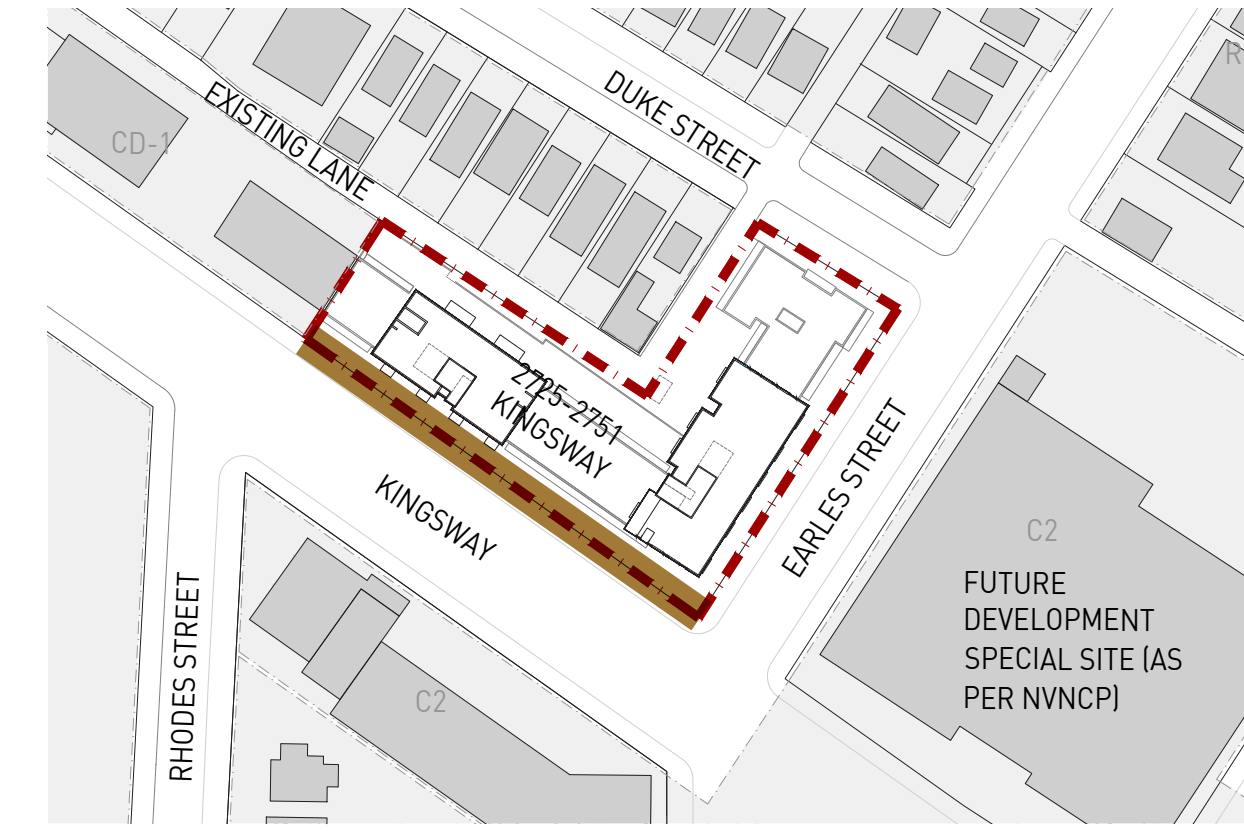 R
DUKE STREET
EXISTING LANE
CD-1
2725-2751
KINGSWAY
KINGSWAY
EARLES STREET
C2
FUTURE
DEVELOPMENT
SPECIAL SITE (AS
PER NVNCP)
RHODES STREET
C2